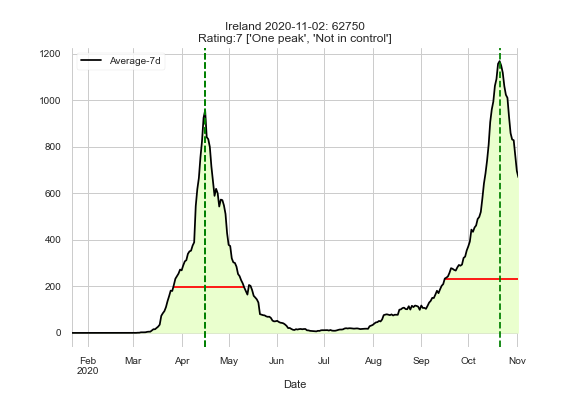 Ireland 2020-11-02: 62750
Rating:7 ['One peak', 'Not in control']
Average-7d
1200
1000
800
600
400
200
0
Feb Mar Apr May Jun Jul Aug Sep Oct Nov
2020
Date